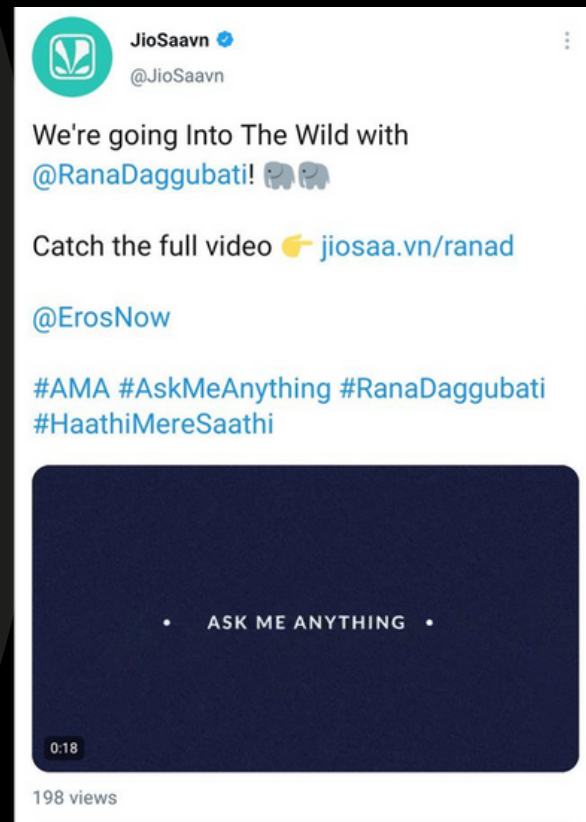 JioSaavn
@JioSaavn
We're going Into The Wild with
@RanaDaggubati! 🐘🐘
Catch the full video 👉 jiosaa.vn/ranad
@ErosNow
#AMA #AskMeAnything #RanaDaggubati
#HaathiMereSaathi
• ASK ME ANYTHING •
0:18
198 views